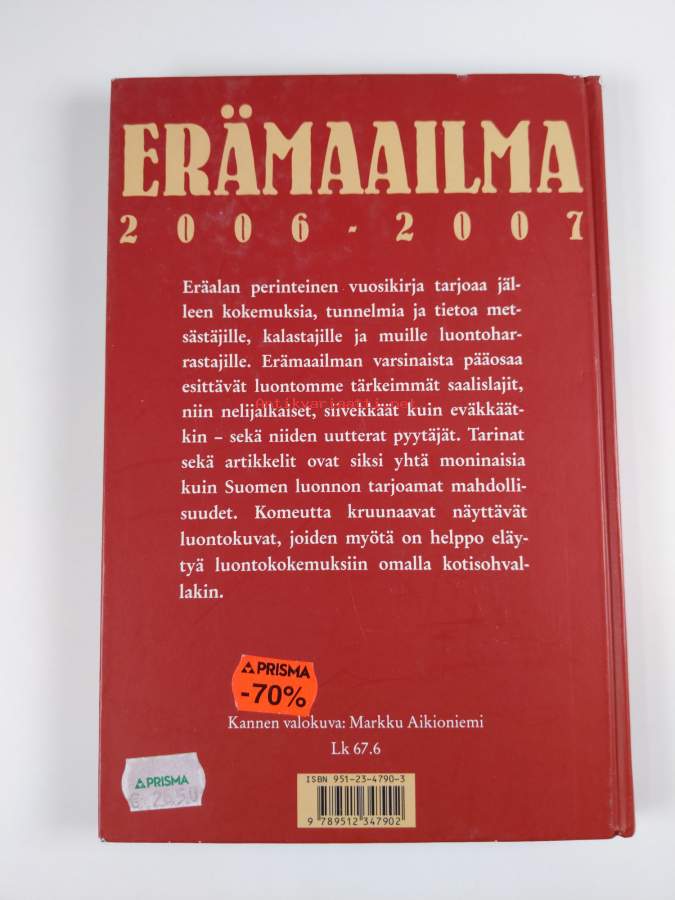 ERÄMAAILMA
2006-2007
Eräalan perinteinen vuosikirja tarjoaa jäl-
leen kokemuksia, tunnelmia ja tietoa met-
sästäjille, kalastajille ja muille luontohar-
rastajille. Erämaailman varsinaista pääosaa
esittävät luontomme tärkeimmät saalislajit,
Antikvariaatti.net
niin nelijalkaiset, siivekkäät kuin eväkkäät-
kin – sekä niiden uutterat pyytäjät. Tarinat
sekä artikkelit ovat siksi yhtä moninaisia
kuin Suomen luonnon tarjoamat mahdolli-
suudet. Komeutta kruunaavat näyttävät
luontokuvat, joiden myötä on helppo eläy-
tyä luontokokemuksiin omalla kotisohval-
lakin.
PRISMA
-70%
Kannen valokuva: Markku Aikioniemi
Lk 67.6
PRISMA
€ 26.50
ISBN 951-23-4790-3
9 789512 347902